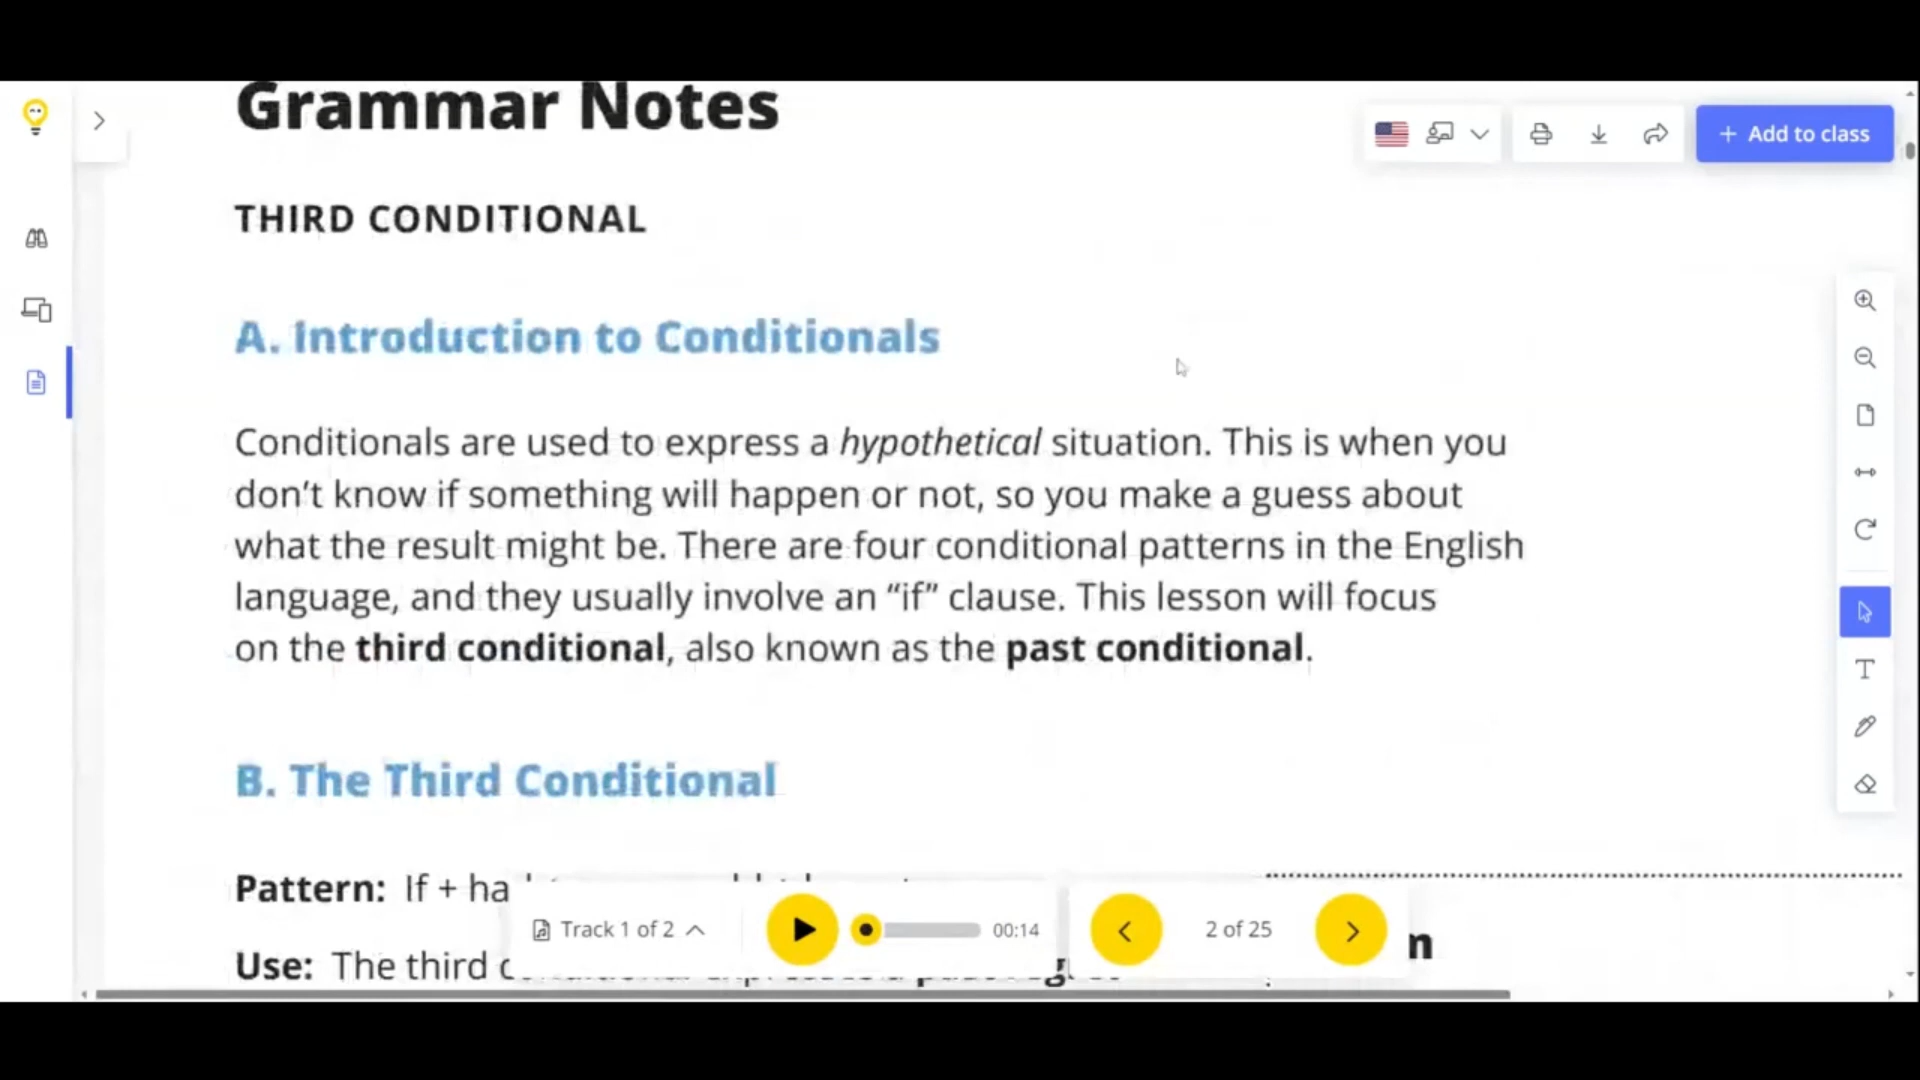 Grammar Notes
+ Add to class
THIRD CONDITIONAL
A. Introduction to Conditionals
Conditionals are used to express a hypothetical situation. This is when you
don’t know if something will happen or not, so you make a guess about
what the result might be. There are four conditional patterns in the English
language, and they usually involve an “if” clause. This lesson will focus
on the third conditional, also known as the past conditional.
B. The Third Conditional
Pattern: If + ha
Use: The third
Track 1 of 2
00:14
2 of 25
T